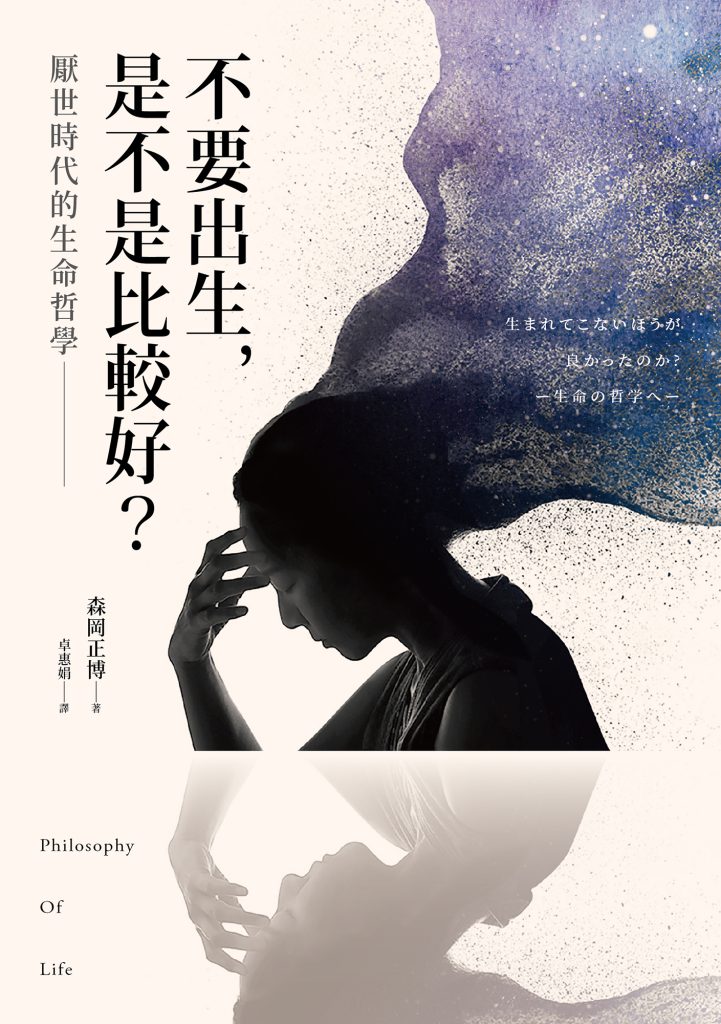 不要出生，
是不是比較好？
厭世時代的生命哲學——
生まれてこないほうが
良かったのか?
ー生命の哲学へー
森岡正博——著
卓惠娟——譯
Philosophy
Of
Life